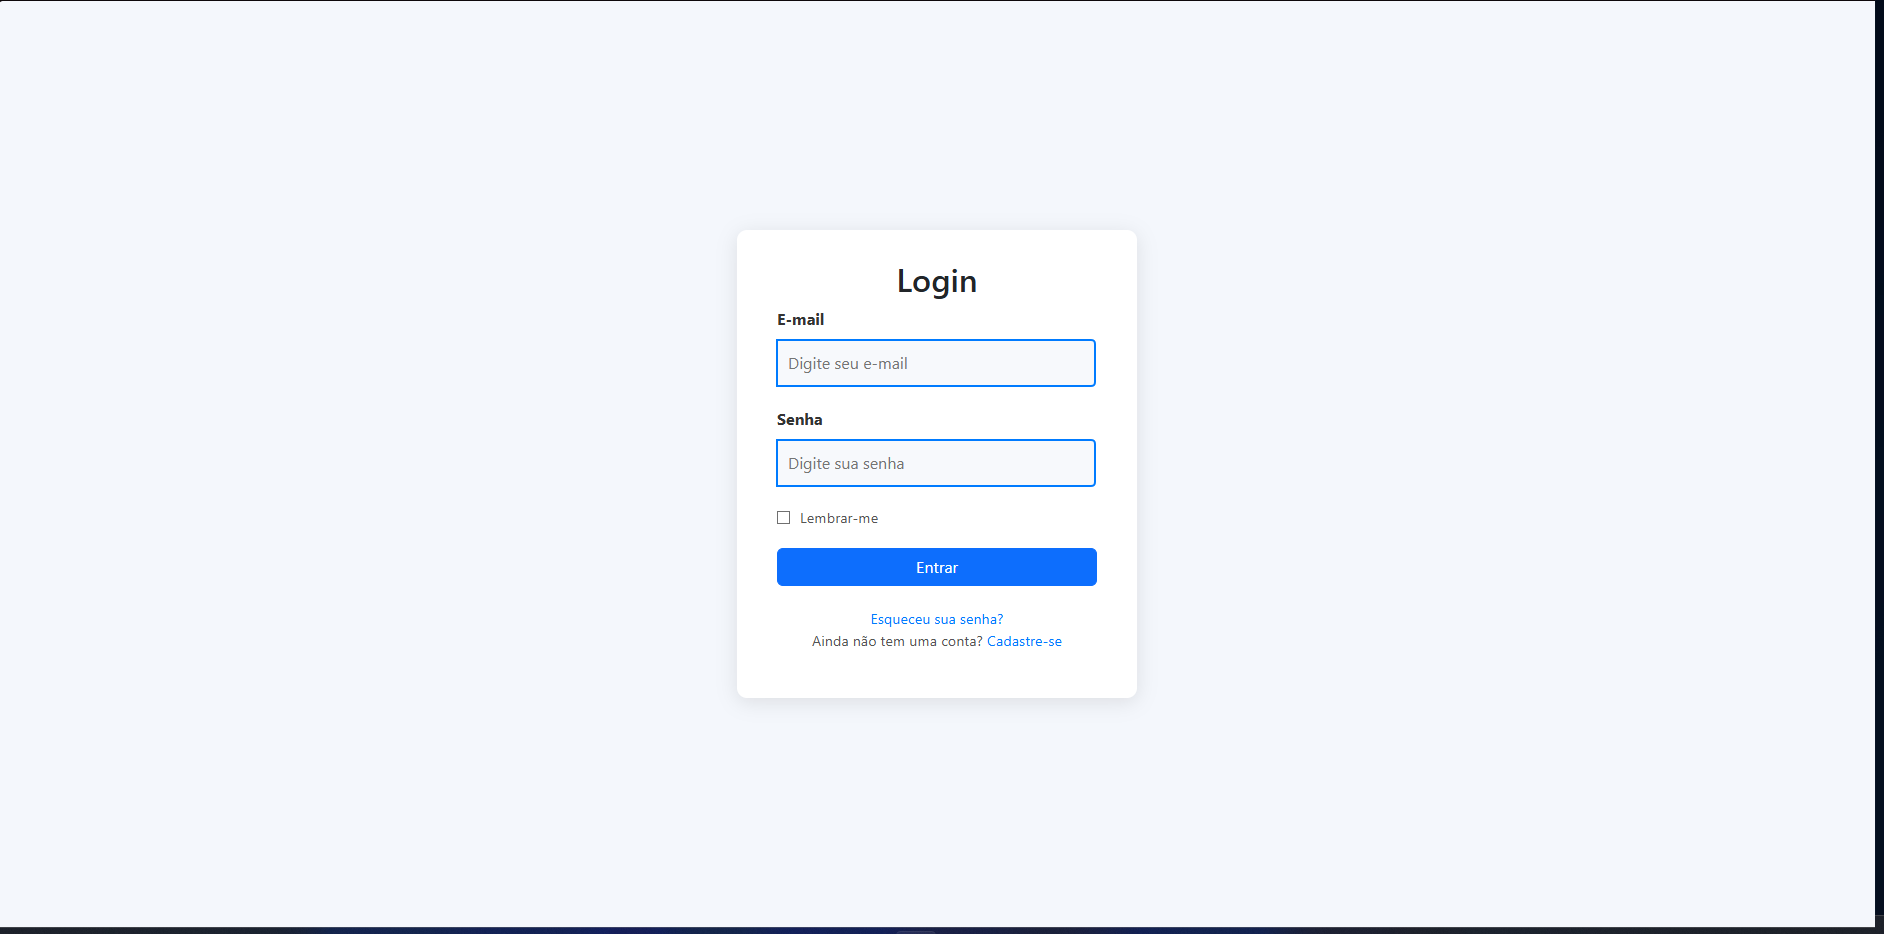 Login
E-mail
Digite seu e-mail
Senha
Digite sua senha
Lembrar-me
Entrar
Esqueceu sua senha?
Ainda não tem uma conta? Cadastre-se